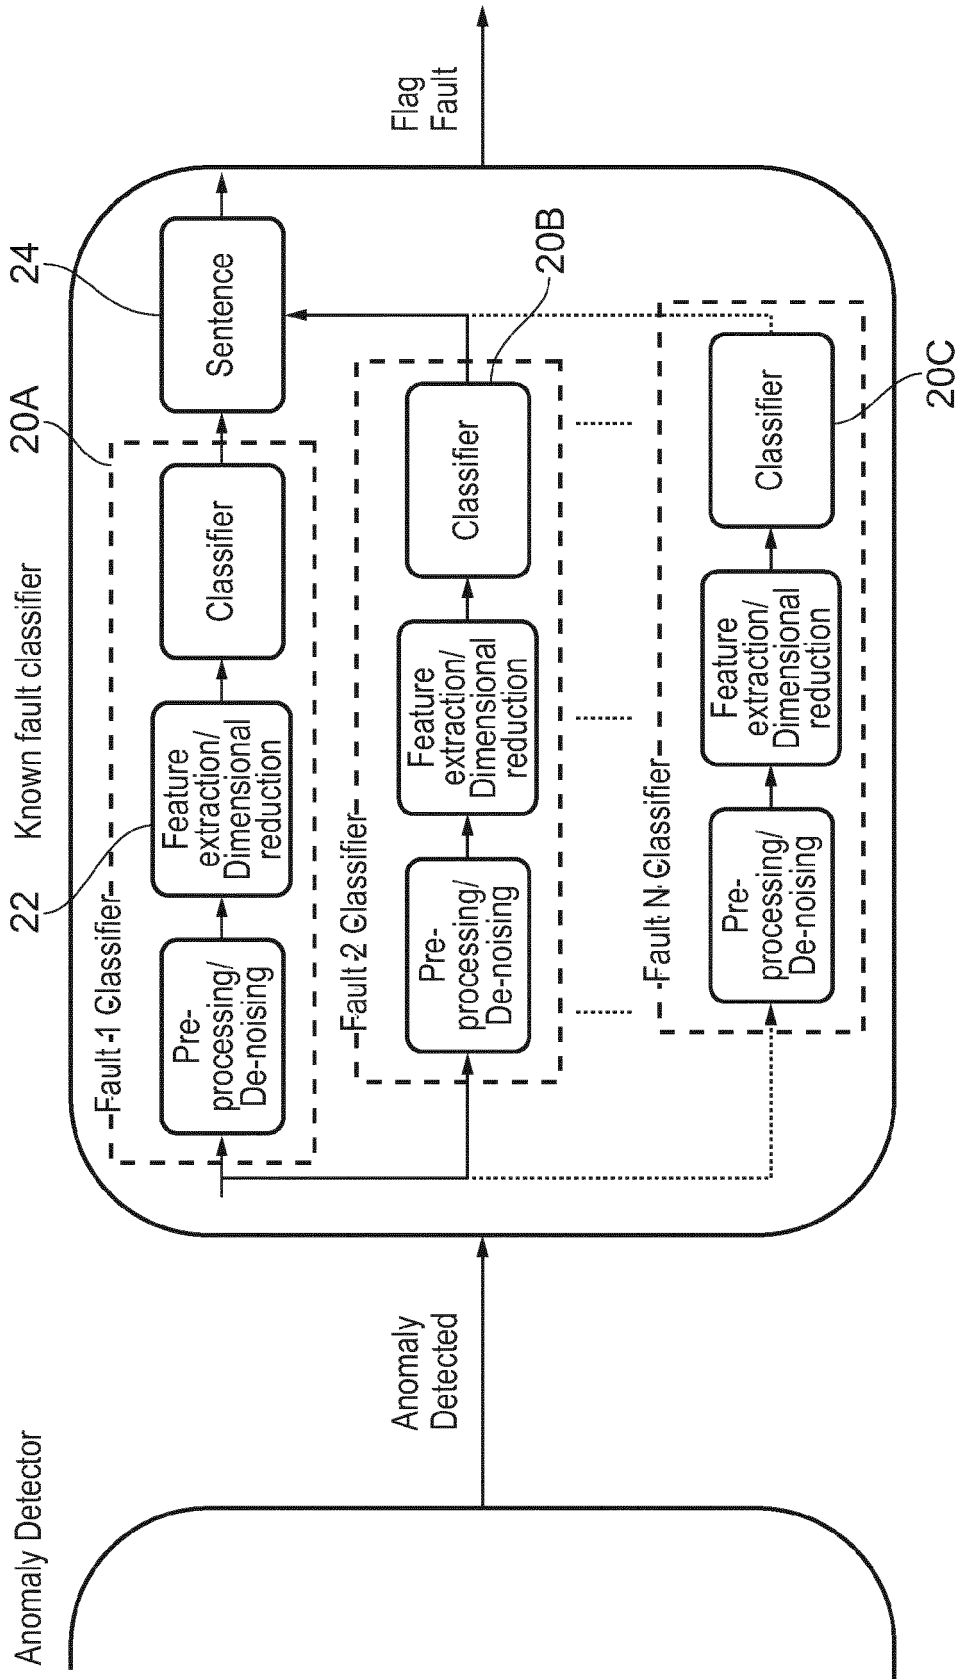 Anomaly Detector
Anomaly
Detected
Known fault classifier
20A
24
22
Fault 1 Classifier
Pre-
processing/
De-noising
Feature
extraction/
Dimensional
reduction
Classifier
Sentence
Fault 2 Classifier
Pre-
processing/
De-noising
Feature
extraction/
Dimensional
reduction
Classifier
20B
Fault N Classifier
Pre-
processing/
De-noising
Feature
extraction/
Dimensional
reduction
Classifier
20C
Flag
Fault